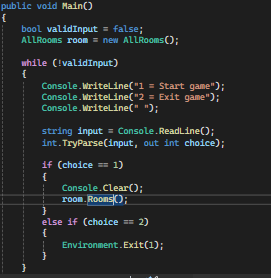 public void Main()
{
bool validInput = false;
AllRooms room = new AllRooms();
while (!validInput)
{
Console.WriteLine("1 = Start game");
Console.WriteLine("2 = Exit game");
Console.WriteLine(" ");
string input = Console.ReadLine();
int.TryParse(input, out int choice);
if (choice == 1)
{
Console.Clear();
room.Rooms();
}
else if (choice == 2)
{
Environment.Exit(1);
}
}